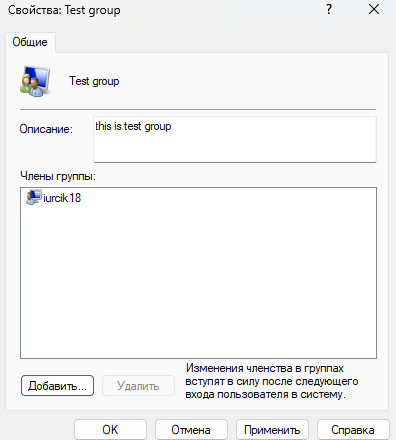 Свойства: Test group
Общие
Test group
Описание:
this is test group
Члены группы:
iurcik18
Добавить...
Удалить
Изменения членства в группах
вступят в силу после следующего
входа пользователя в систему.
ОК
Отмена
Применить
Справка